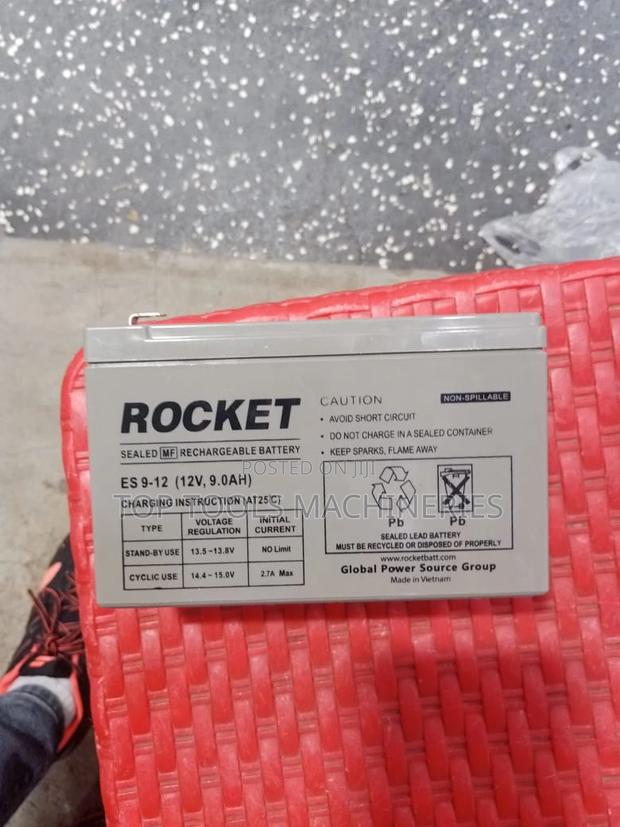 ROCKET
SEALED MF RECHARGEABLE BATTERY
ES 9-12 (12V, 9.0AH)
CHARGING INSTRUCTION (AT25°C)
TYPE VOLTAGE REGULATION INITIAL CURRENT
STAND-BY USE 13.5~13.8V NO Limit
CYCLIC USE 14.4~15.0V 2.7A Max
CAUTION NON-SPILLABLE
• AVOID SHORT CIRCUIT
• DO NOT CHARGE IN A SEALED CONTAINER
• KEEP SPARKS, FLAME AWAY
Pb Pb
SEALED LEAD BATTERY
MUST BE RECYCLED OR DISPOSED OF PROPERLY
www.rocketbatt.com
Global Power Source Group
Made in Vietnam
POSTED ON JIJI
TOP TOOLS MACHINERIES